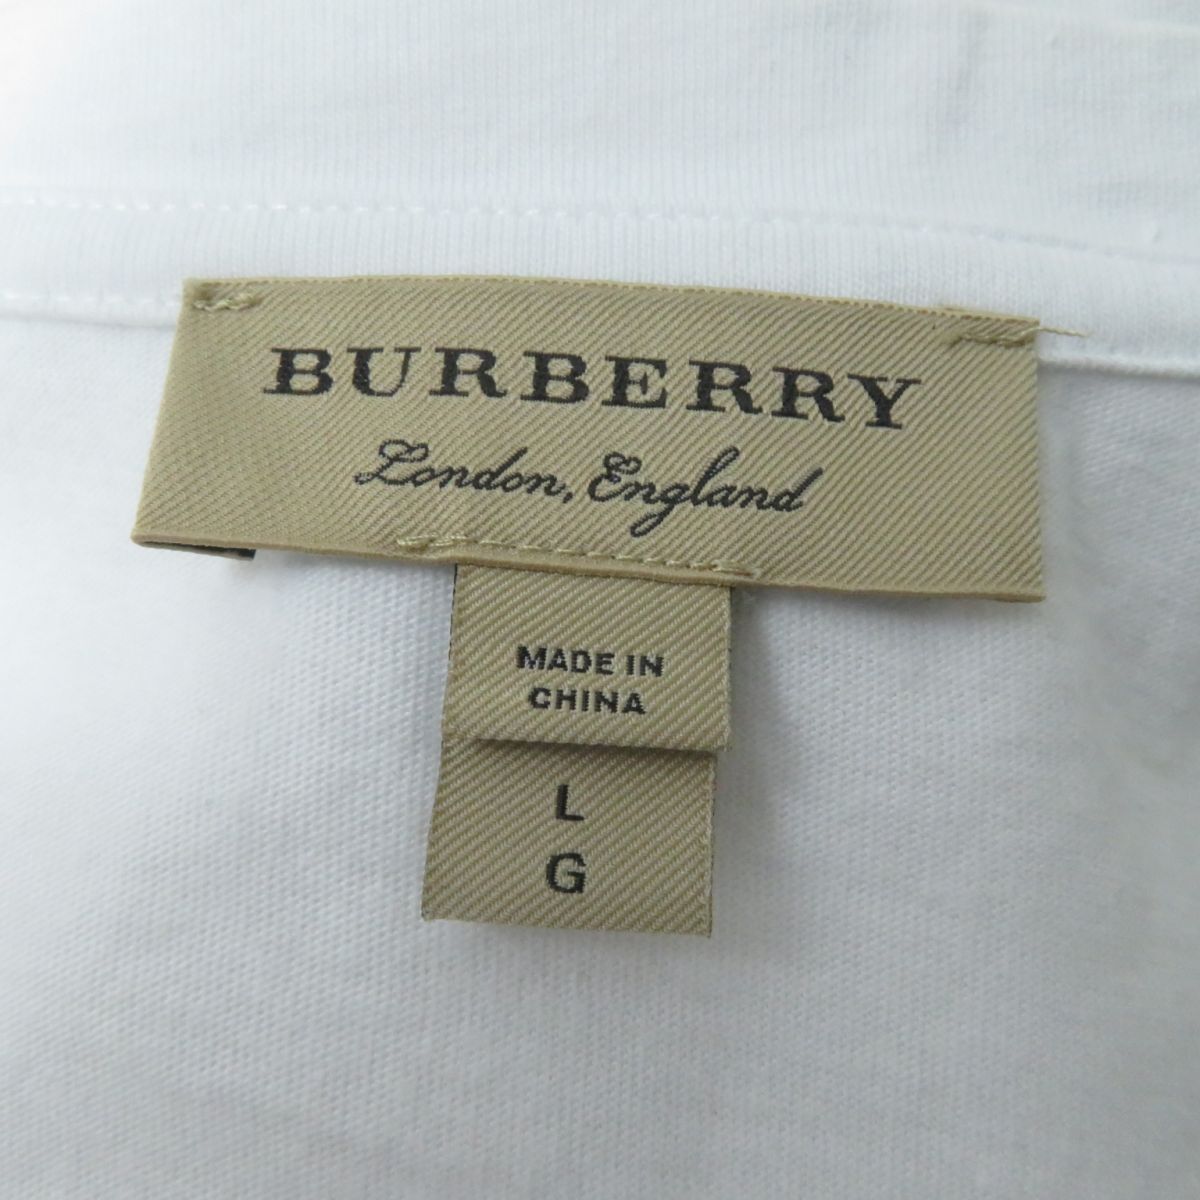 BURBERRY
London, England
MADE IN
CHINA
L
G